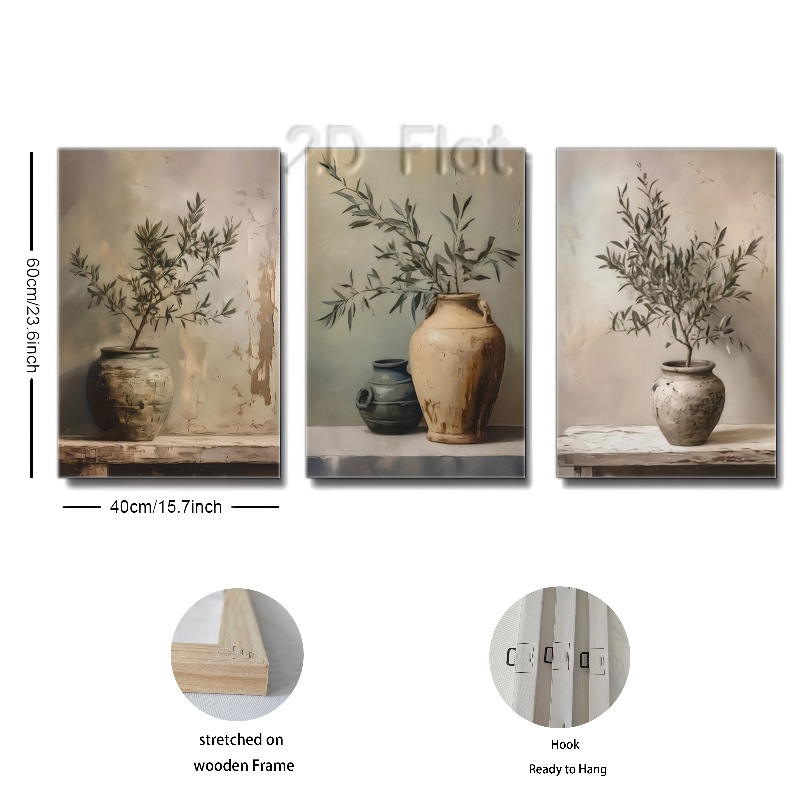 2D Flat
60cm/23.6inch
40cm/15.7inch
stretched on
wooden Frame
Hook
Ready to Hang